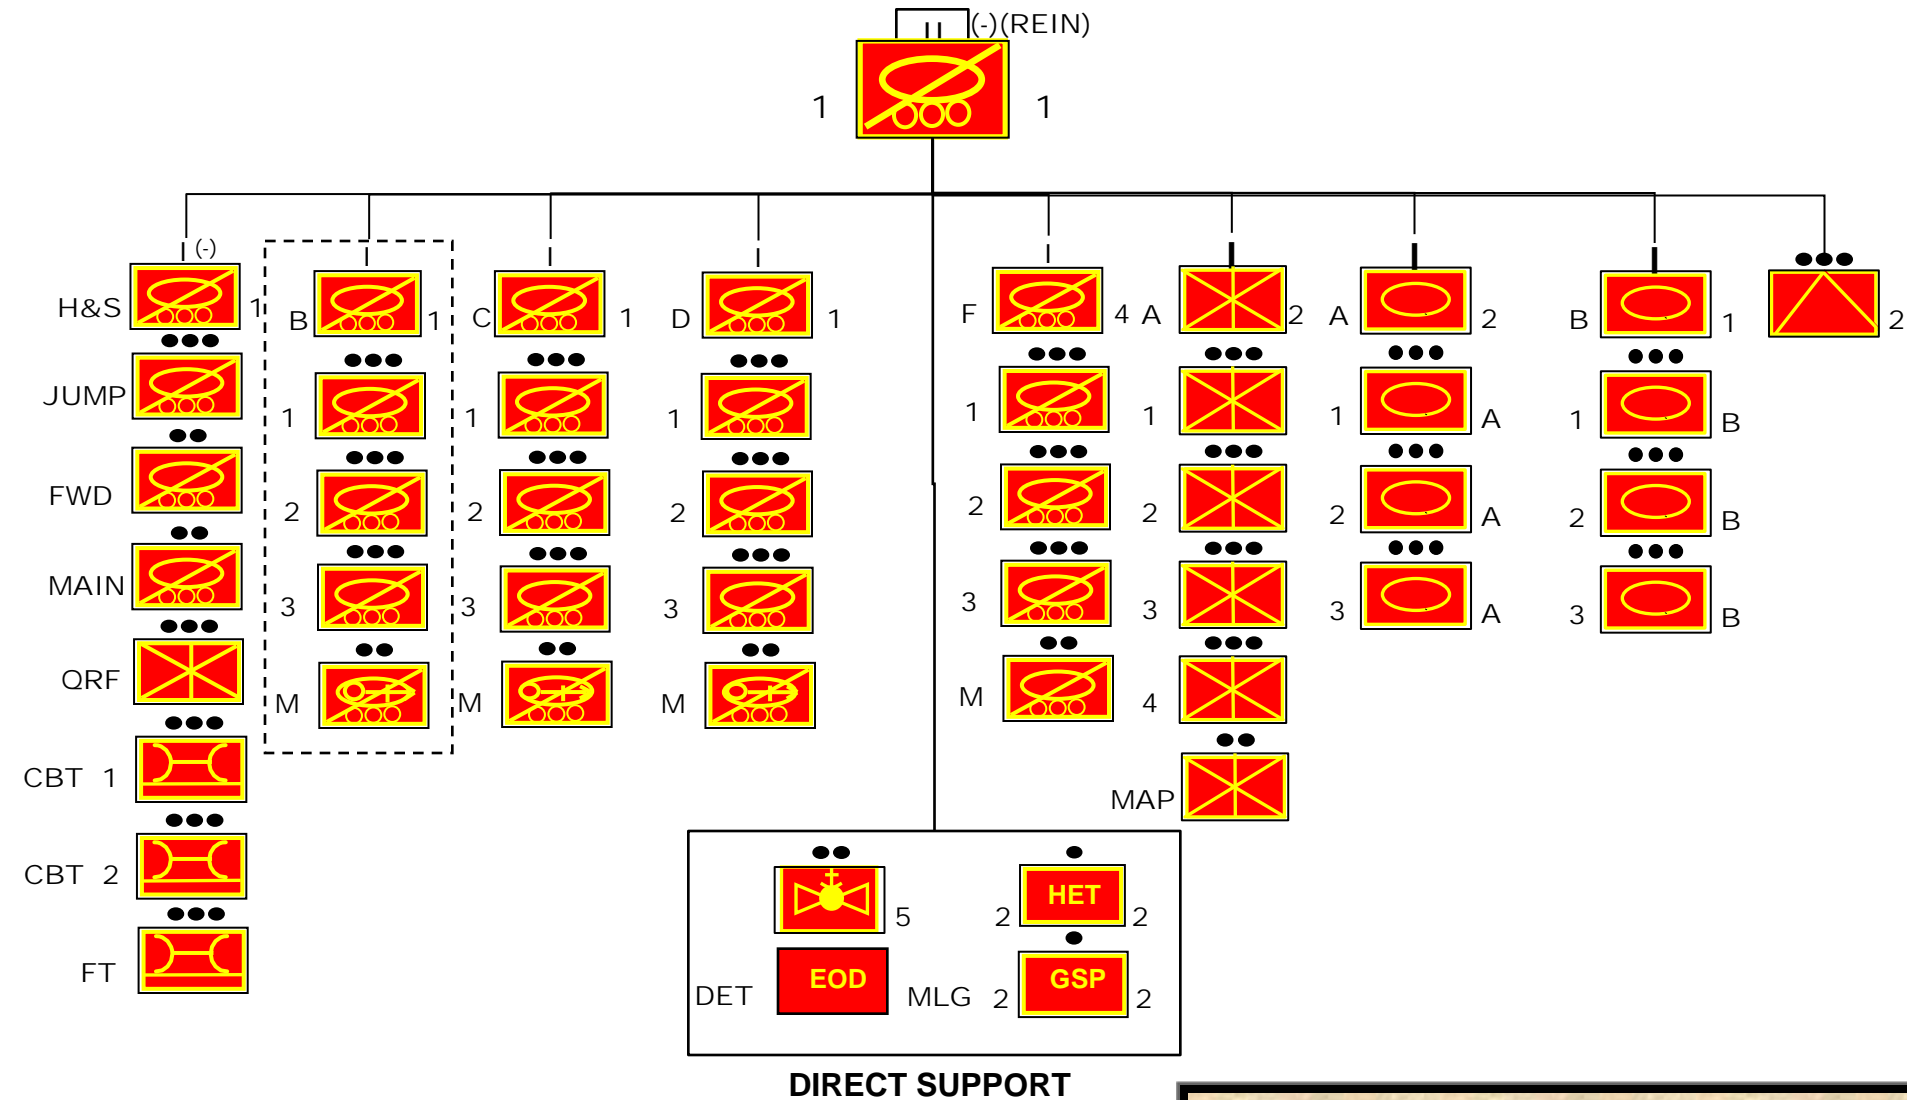 (-)(REIN)
1 1
(-)
H&S 1
JUMP
FWD
MAIN
QRF
CBT 1
CBT 2
FT
B 1
1
2
3
M
C 1
1
2
3
M
D 1
1
2
3
M
F 4
1
2
3
M
A 2
1
2
3
4
MAP
A 2
1 A
2 A
3 A
B 1
1 B
2 B
3 B
2
5
2 HET 2
DET EOD
MLG 2 GSP 2
DIRECT SUPPORT